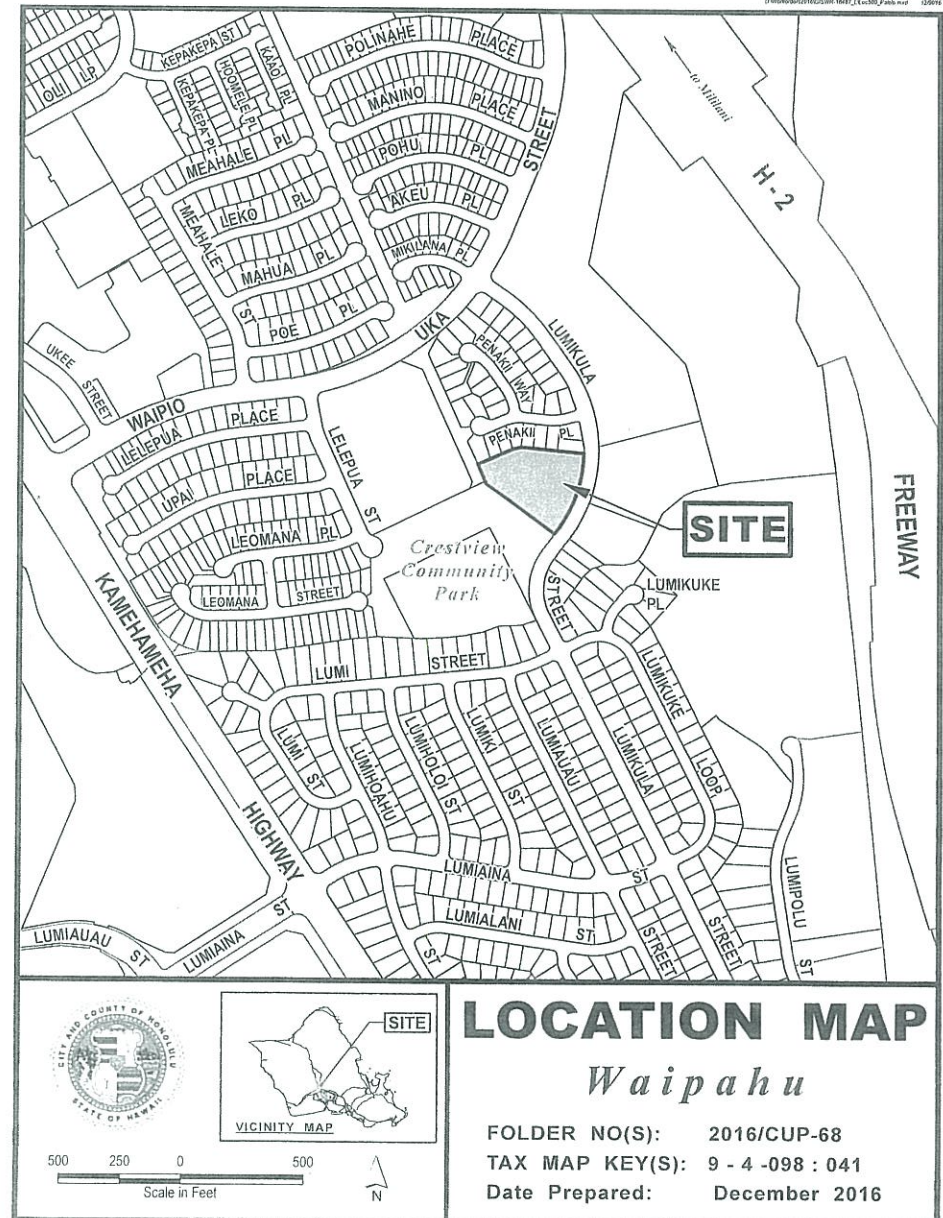 12/9016
POLINAHE PLACE
KEPAKEPA ST
KAAO PL
HOOMELE PL
KEPAKEPA PL
OLI LP
MANINO PLACE
POHU PL
STREET
to Mililani
H-2
MEAHALE PL
AKEU PL
LEKO PL
MEAHALE ST
MIKILANA PL
MAHUA PL
POE PL
UKA
LUMIKULA
UKEE STREET
PENAKII WAY
WAIPIO
LELEPUA PLACE
LELEPUA ST
PENAKII PL
UPAI PLACE
SITE
FREEWAY
LEOMANA PL
Crestview
Community
Park
LEOMANA STREET
STREET
LUMIKUKE
PL
KAMEHAMEHA
LUMI STREET
LUMIKUKE LOOP
LUMI ST
LUMIHOAHU
LUMIHOLOI ST
LUMIKI ST
LUMIAUAU
LUMIKULA
HIGHWAY
LUMIAINA ST
LUMIPOLU ST
LUMIALANI ST
ST
STREET
STREET
LUMIAUAU ST
LUMIAINA ST
CITY AND COUNTY OF HONOLULU
STATE OF HAWAII
SITE
VICINITY MAP
500 250 0 500
Scale in Feet
N
LOCATION MAP
Waipahu
FOLDER NO(S): 2016/CUP-68
TAX MAP KEY(S): 9 - 4 -098 : 041
Date Prepared: December 2016